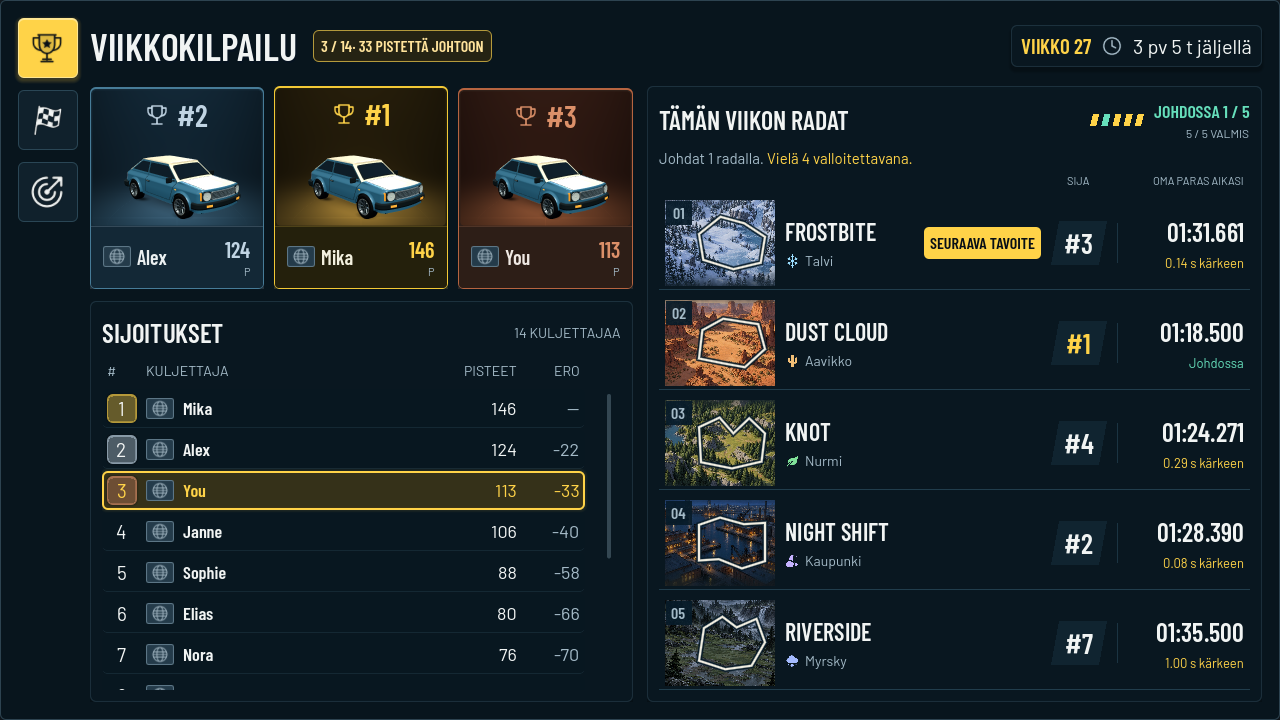 VIIKKOKILPAILU
3 / 14 · 33 PISTETTÄ JOHTOON
VIIKKO 27
3 pv 5 t jäljellä
#2
Alex
124
P
#1
Mika
146
P
#3
You
113
P
SIJOITUKSET
14 KULJETTAJAA
# KULJETTAJA PISTEET ERO
1 Mika 146 —
2 Alex 124 -22
3 You 113 -33
4 Janne 106 -40
5 Sophie 88 -58
6 Elias 80 -66
7 Nora 76 -70
TÄMÄN VIIKON RADAT
JOHDOSSA 1 / 5
5 / 5 VALMIS
Johdat 1 radalla. Vielä 4 valloitettavana.
SIJA
OMA PARAS AIKASI
01
FROSTBITE
Talvi
SEURAAVA TAVOITE
#3
01:31.661
0.14 s kärkeen
02
DUST CLOUD
Aavikko
#1
01:18.500
Johdossa
03
KNOT
Nurmi
#4
01:24.271
0.29 s kärkeen
04
NIGHT SHIFT
Kaupunki
#2
01:28.390
0.08 s kärkeen
05
RIVERSIDE
Myrsky
#7
01:35.500
1.00 s kärkeen